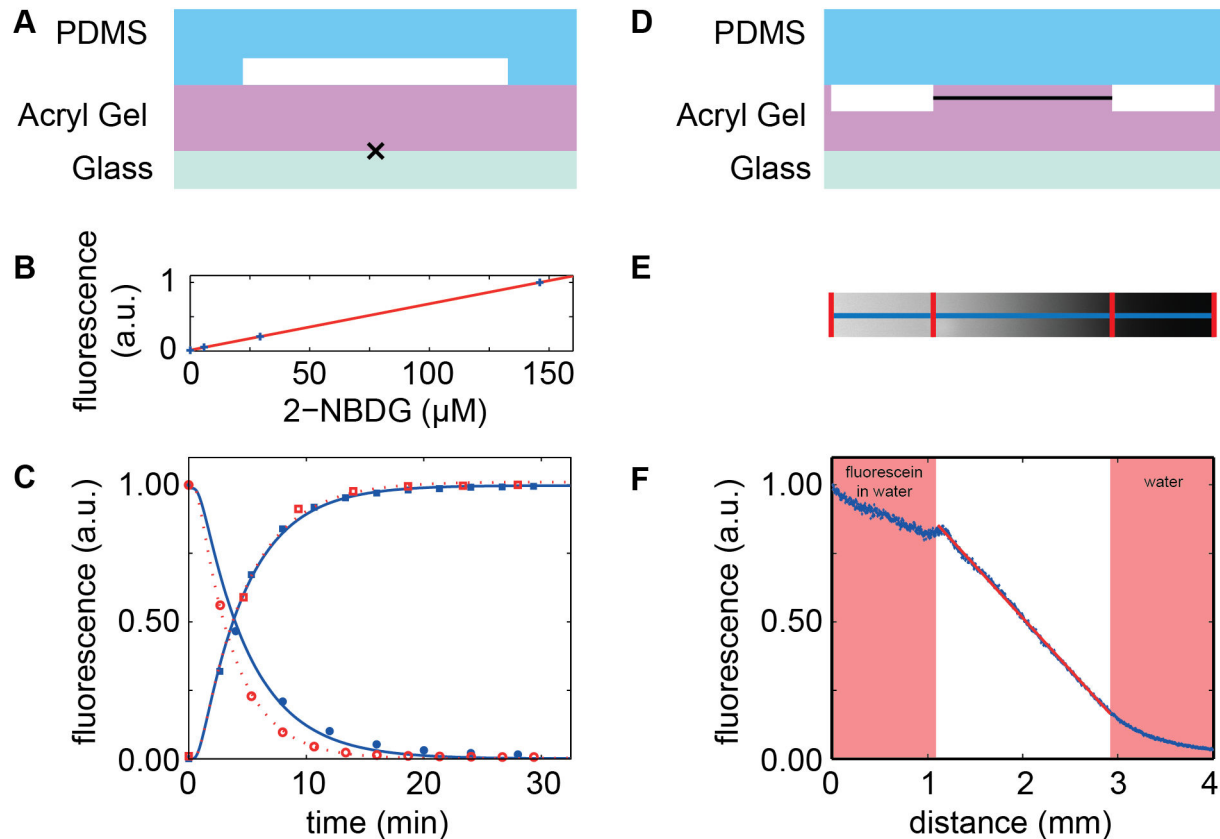 A
PDMS
Acryl Gel
Glass
B
fluorescence
(a.u.)
1
0
0 50 100 150
2−NBDG (µM)
C
fluorescence (a.u.)
1.00
0.50
0.00
0 10 20 30
time (min)
D
PDMS
Acryl Gel
Glass
E
F
fluorescence (a.u.)
1.00
0.50
0.00
fluorescein
in water
water
0 1 2 3 4
distance (mm)